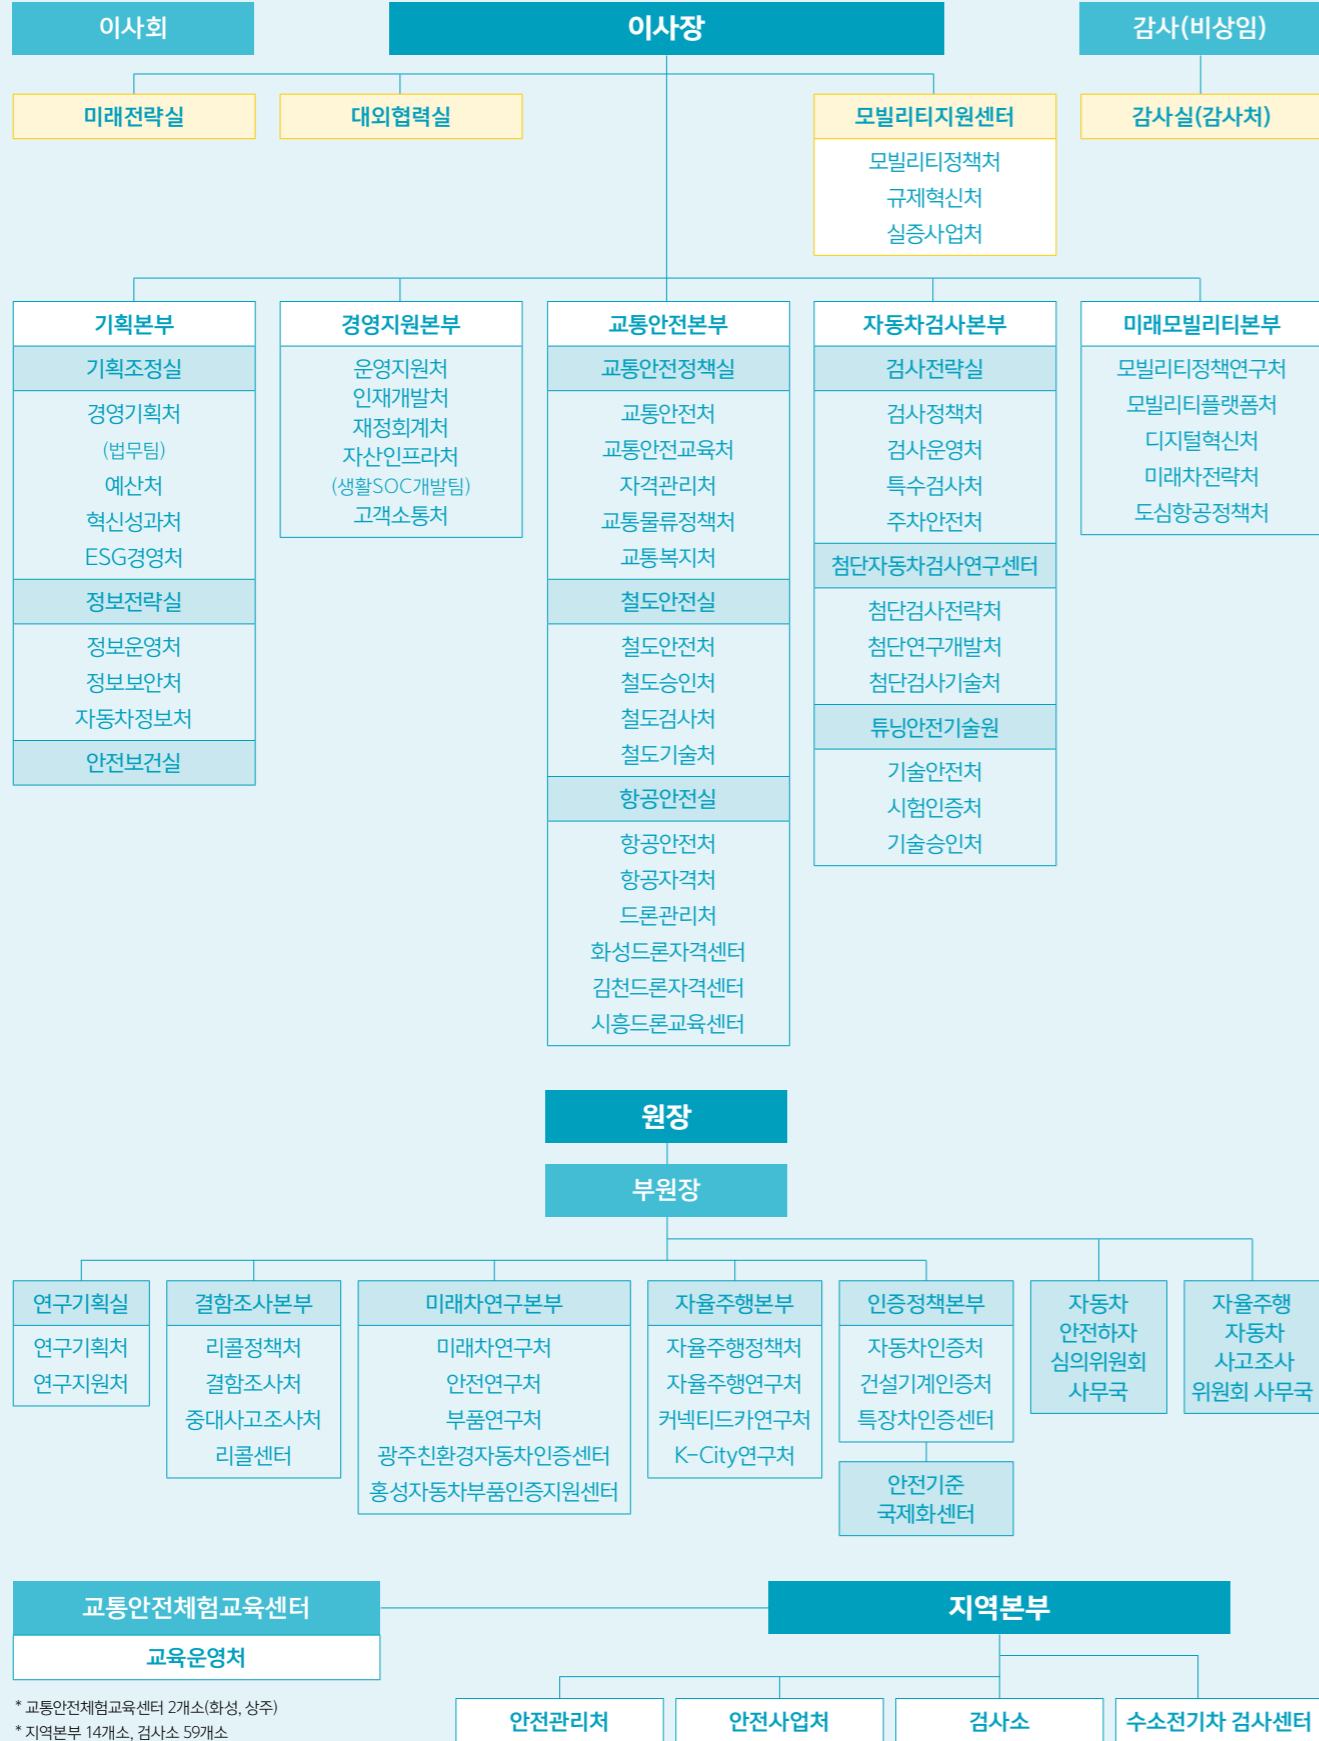 이사회
이사장
감사(비상임)
미래전략실
대외협력실
모빌리티지원센터
모빌리티정책처
규제혁신처
실증사업처
감사실(감사처)
기획본부
기획조정실
경영기획처
(법무팀)
예산처
혁신성과처
ESG경영처
정보전략실
정보운영처
정보보안처
자동차정보처
안전보건실
경영지원본부
운영지원처
인재개발처
재정회계처
자산인프라처
(생활SOC개발팀)
고객소통처
교통안전본부
교통안전정책실
교통안전처
교통안전교육처
자격관리처
교통물류정책처
교통복지처
철도안전실
철도안전처
철도승인처
철도검사처
철도기술처
항공안전실
항공안전처
항공자격처
드론관리처
화성드론자격센터
김천드론자격센터
시흥드론교육센터
자동차검사본부
검사전략실
검사정책처
검사운영처
특수검사처
주차안전처
첨단자동차검사연구센터
첨단검사전략처
첨단연구개발처
첨단검사기술처
튜닝안전기술원
기술안전처
시험인증처
기술승인처
미래모빌리티본부
모빌리티정책연구처
모빌리티플랫폼처
디지털혁신처
미래차전략처
도심항공정책처
원장
부원장
연구기획실
연구기획처
연구지원처
결함조사본부
리콜정책처
결함조사처
중대사고조사처
리콜센터
미래차연구본부
미래차연구처
안전연구처
부품연구처
광주친환경자동차인증센터
홍성자동차부품인증지원센터
자율주행본부
자율주행정책처
자율주행연구처
커넥티드카연구처
K-City연구처
인증정책본부
자동차인증처
건설기계인증처
특장차인증센터
안전기준
국제화센터
자동차
안전하자
심의위원회
사무국
자율주행
자동차
사고조사
위원회 사무국
교통안전체험교육센터
교육운영처
* 교통안전체험교육센터 2개소(화성, 상주)
* 지역본부 14개소, 검사소 59개소
지역본부
안전관리처
안전사업처
검사소
수소전기차 검사센터